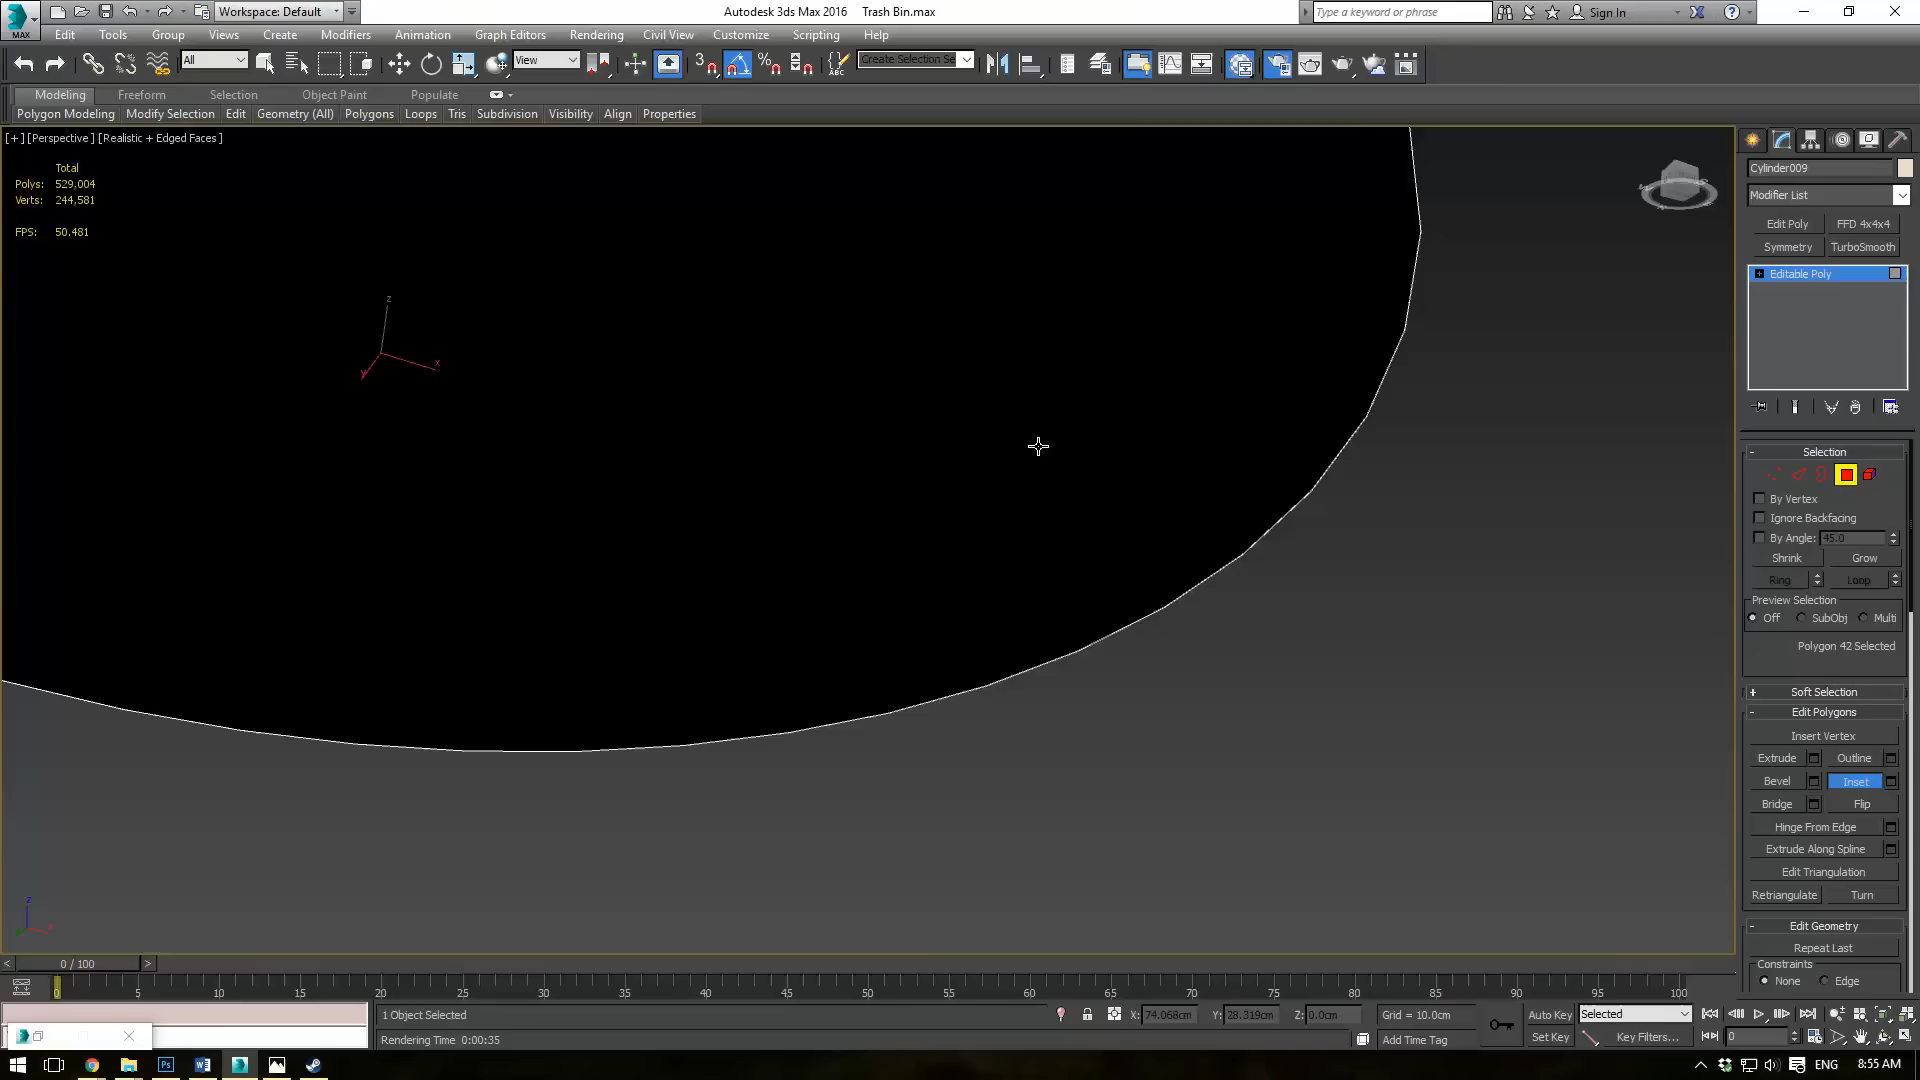 Workspace: Default
Autodesk 3ds Max 2016 Trash Bin.max
Type a keyword or phrase
Sign In
MAX
Edit Tools Group Views Create Modifiers Animation Graph Editors Rendering Civil View Customize Scripting Help
All
View
3
Create Selection Se
Modeling Freeform Selection Object Paint Populate
Polygon Modeling Modify Selection Edit Geometry (All) Polygons Loops Tris Subdivision Visibility Align Properties
[+] [Perspective ] [Realistic + Edged Faces ]
Total
Polys: 529,004
Verts: 244,581
FPS: 50.481
z
x
y
Cylinder009
Modifier List
Edit Poly FFD 4x4x4
Symmetry TurboSmooth
Editable Poly
Selection
By Vertex
Ignore Backfacing
By Angle: 45.0
Shrink Grow
Ring Loop
Preview Selection
Off SubObj Multi
Polygon 42 Selected
Soft Selection
Edit Polygons
Insert Vertex
Extrude Outline
Bevel Inset
Bridge Flip
Hinge From Edge
Extrude Along Spline
Edit Triangulation
Retriangulate Turn
Edit Geometry
Repeat Last
Constraints
None Edge
z
x
< 0 / 100 >
0 5 10 15 20 25 30 35 40 45 50 55 60 65 70 75 80 85 90 95 100
1 Object Selected
X: 74.068cm Y: 28.319cm Z: 0.0cm
Grid = 10.0cm
Auto Key Selected
Rendering Time 0:00:35
Add Time Tag
Set Key Key Filters...
0
ENG 8:55 AM